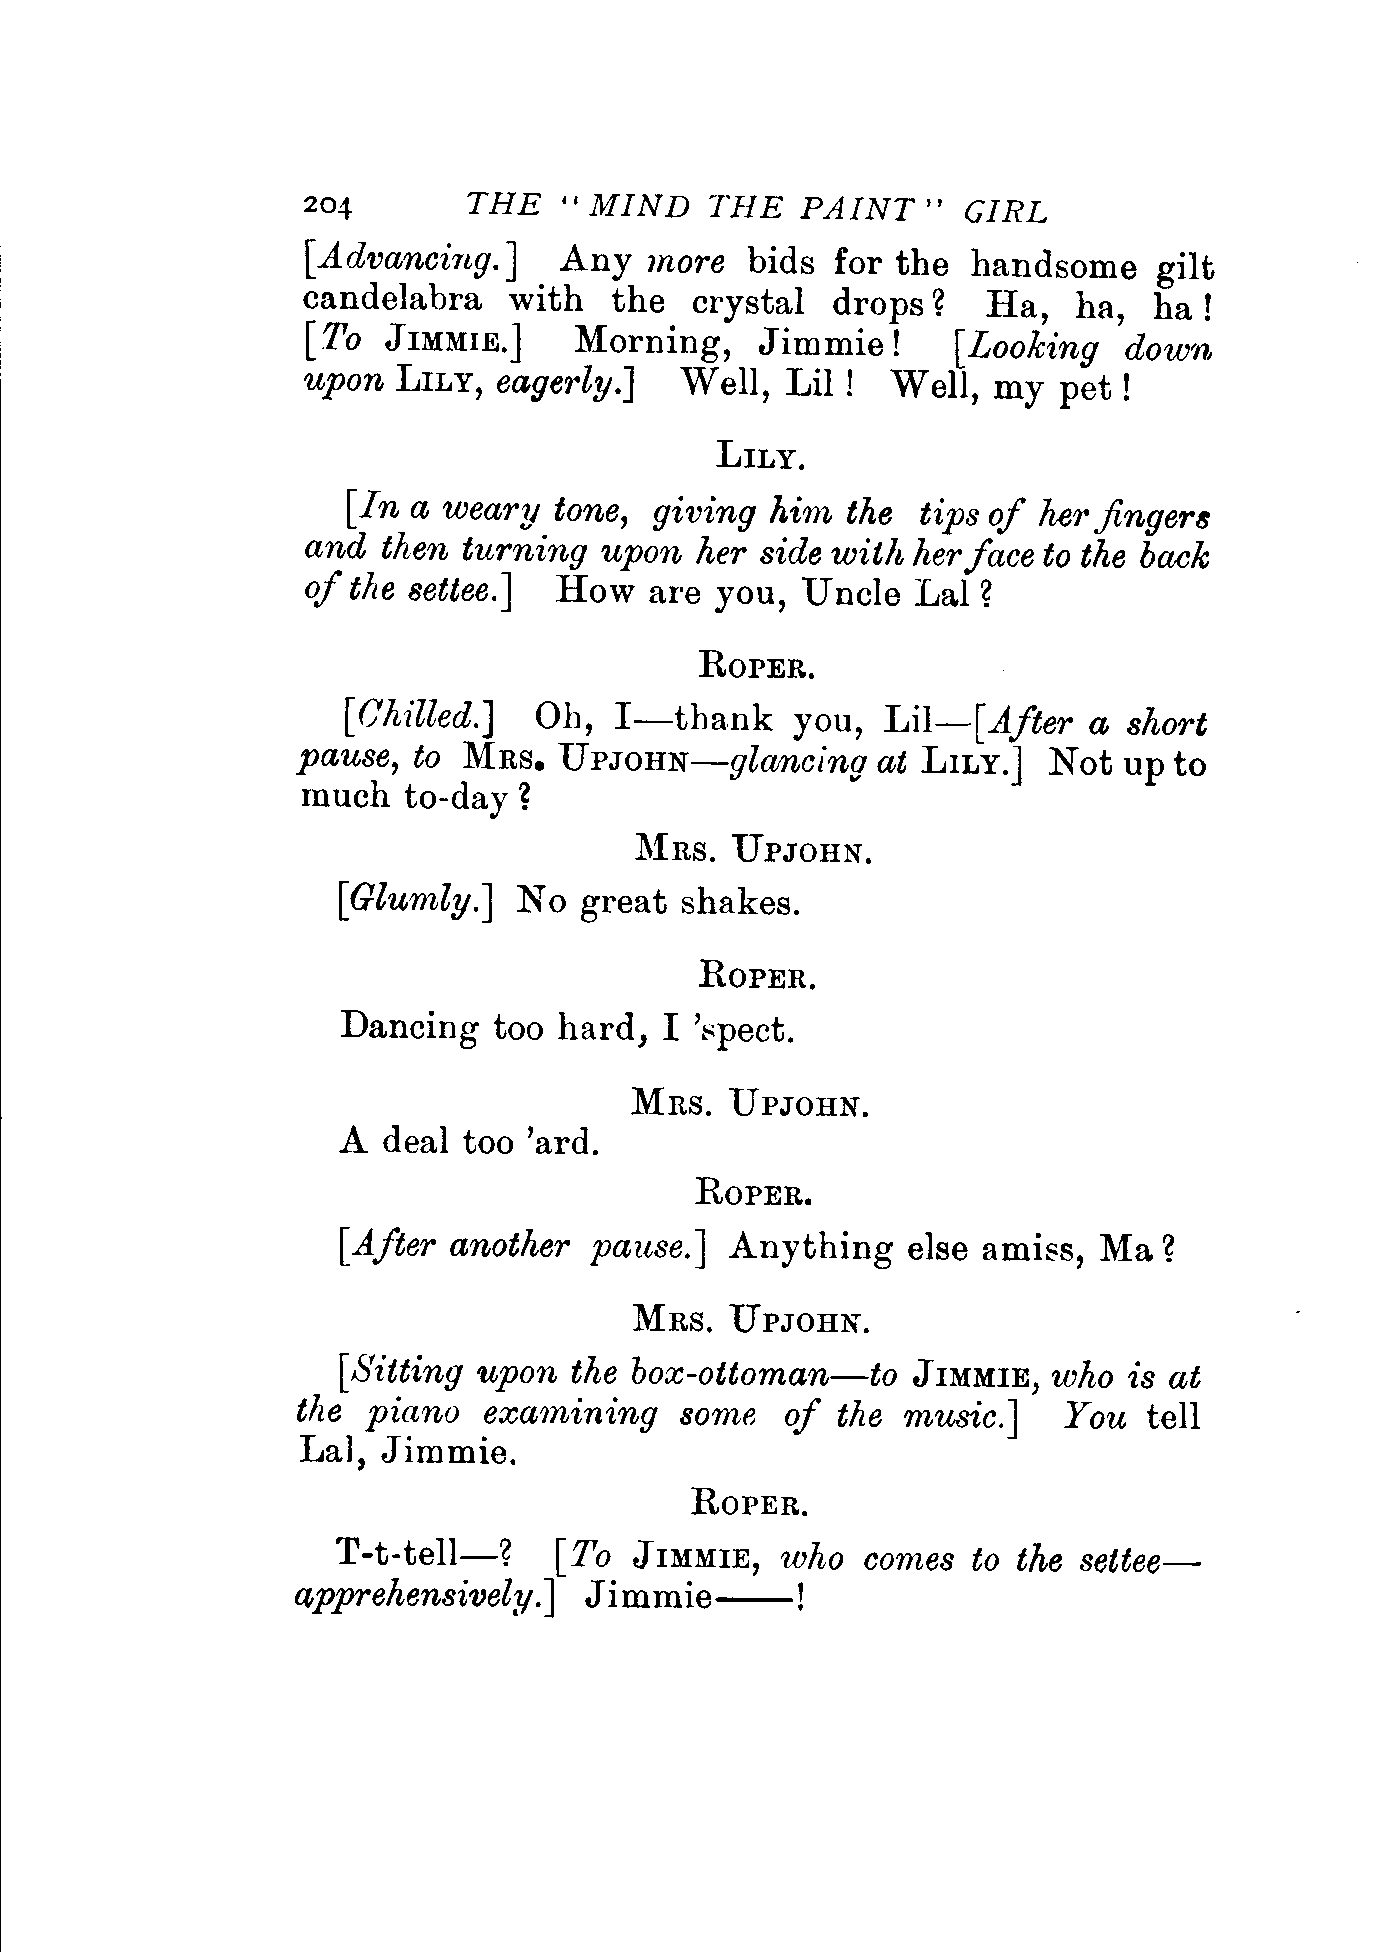 204 THE "MIND THE PAINT" GIRL
[Advancing.] Any more bids for the handsome gilt
candelabra with the crystal drops? Ha, ha, ha!
[To JIMMIE.] Morning, Jimmie! [Looking down
upon LILY, eagerly.] Well, Lil! Well, my pet!
LILY.
[In a weary tone, giving him the tips of her fingers
and then turning upon her side with her face to the back
of the settee.] How are you, Uncle Lal?
ROPER.
[Chilled.] Oh, I—thank you, Lil—[After a short
pause, to MRS. UPJOHN—glancing at LILY.] Not up to
much to-day?
MRS. UPJOHN.
[Glumly.] No great shakes.
ROPER.
Dancing too hard, I 'spect.
MRS. UPJOHN.
A deal too 'ard.
ROPER.
[After another pause.] Anything else amiss, Ma?
MRS. UPJOHN.
[Sitting upon the box-ottoman—to JIMMIE, who is at
the piano examining some of the music.] You tell
Lal, Jimmie.
ROPER.
T-t-tell—? [To JIMMIE, who comes to the settee—
apprehensively.] Jimmie——!